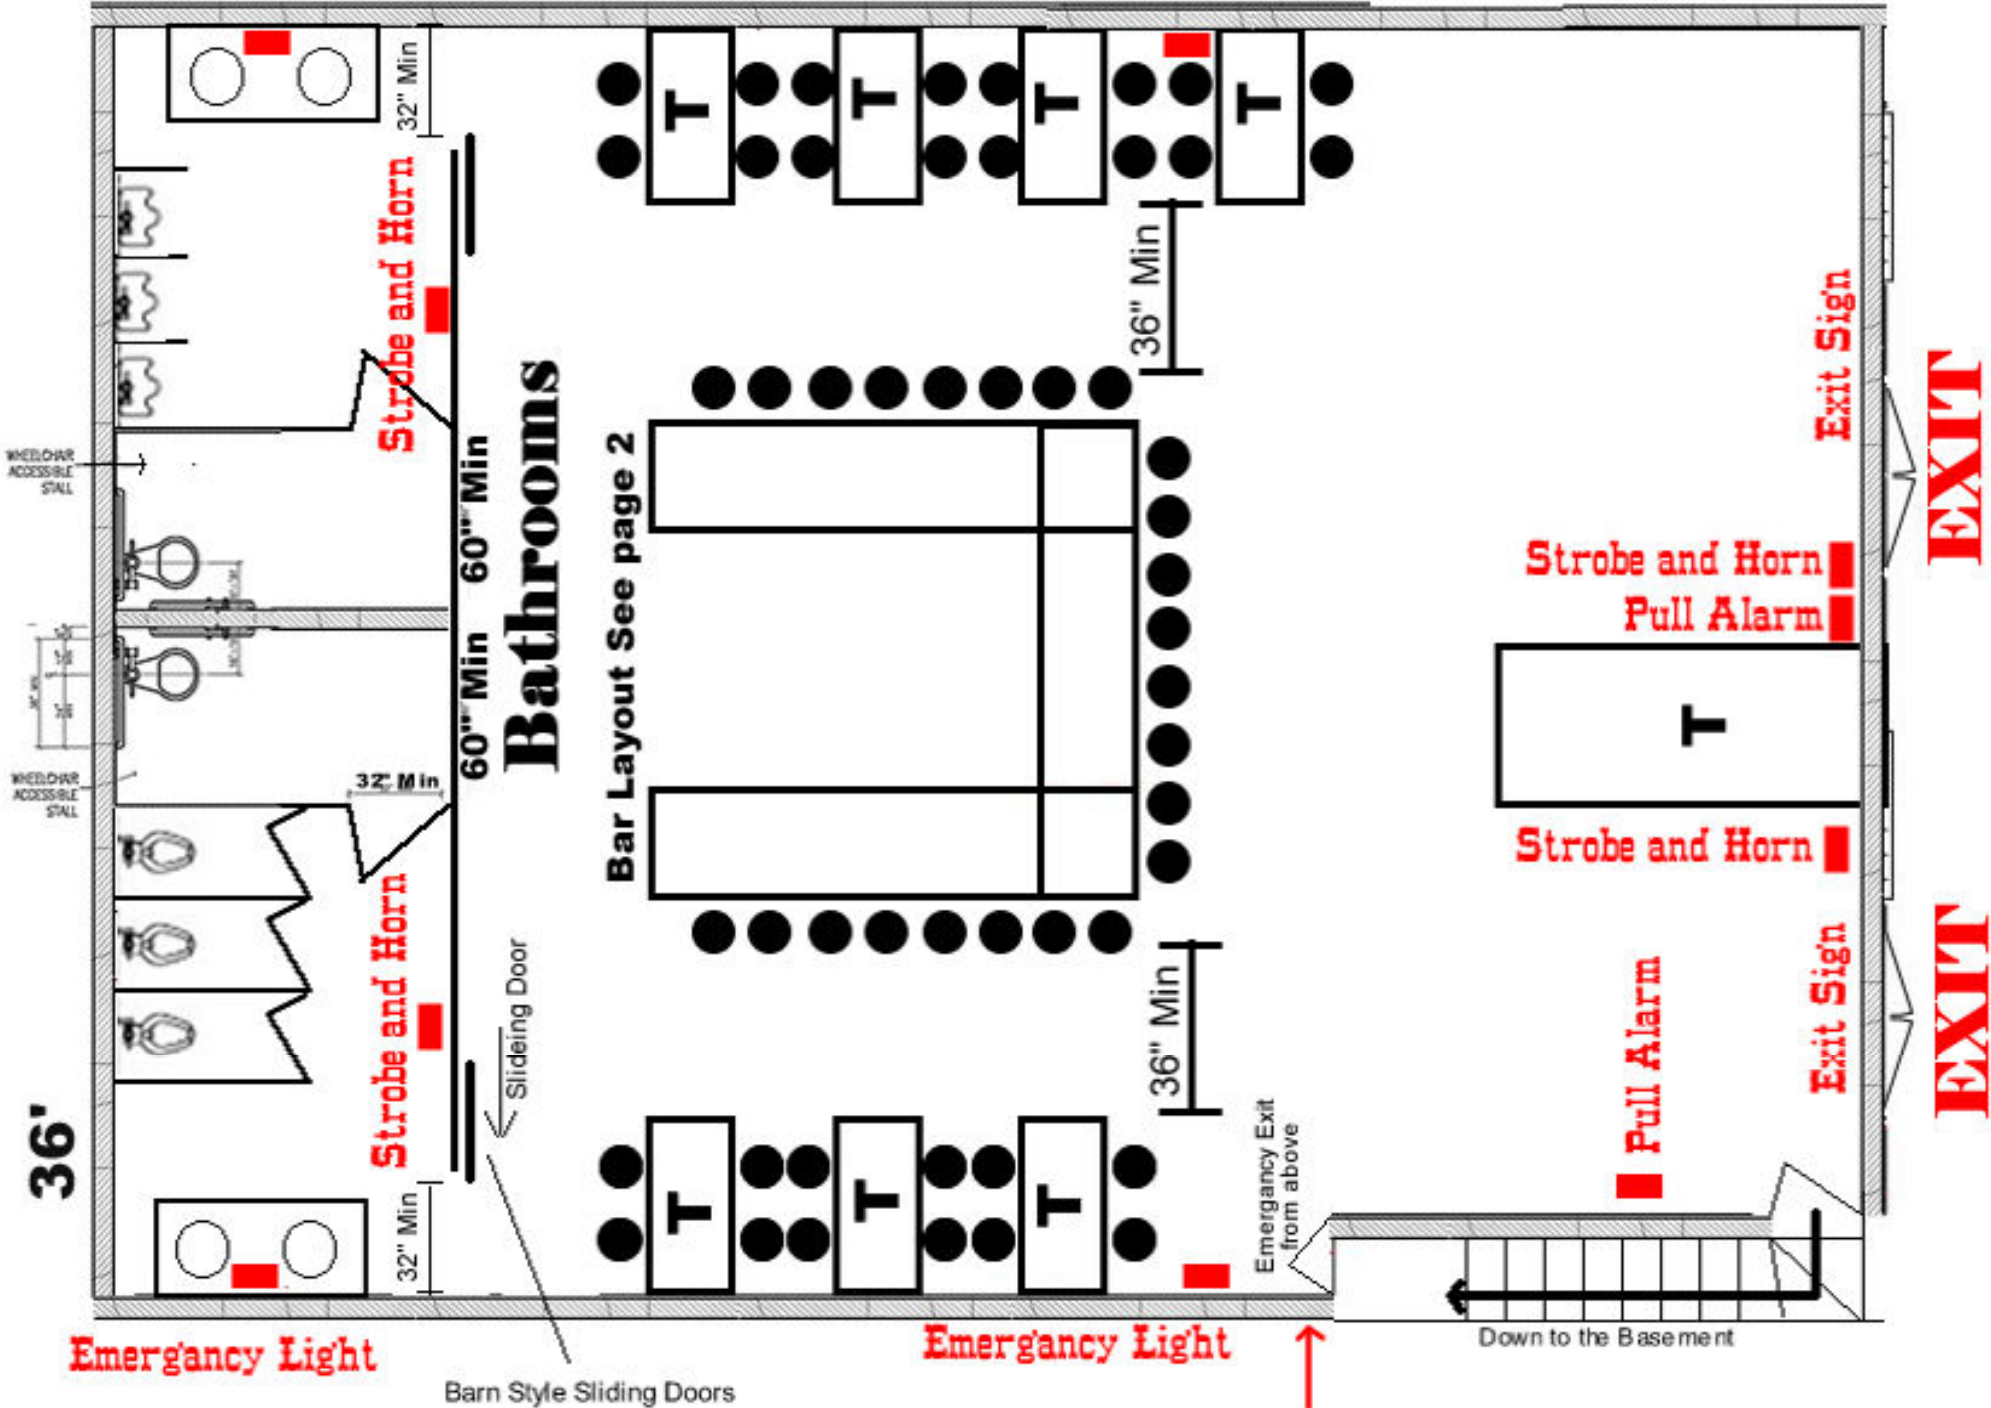 32" Min
T
T
T
T
Strobe and Horn
36" Min
Exit Sign
EXIT
WHEELCHAR
ACCESSIBLE
STALL
60" Min
Bathrooms
Bar Layout See page 2
Strobe and Horn
Pull Alarm
T
60" Min
WHEELCHAR
ACCESSIBLE
STALL
32" Min
Strobe and Horn
Strobe and Horn
Slideing Door
36" Min
Pull Alarm
Exit Sign
EXIT
36'
32" Min
T
T
T
Emergancy Exit
from above
Emergancy Light
Emergancy Light
Down to the Basement
Barn Style Sliding Doors